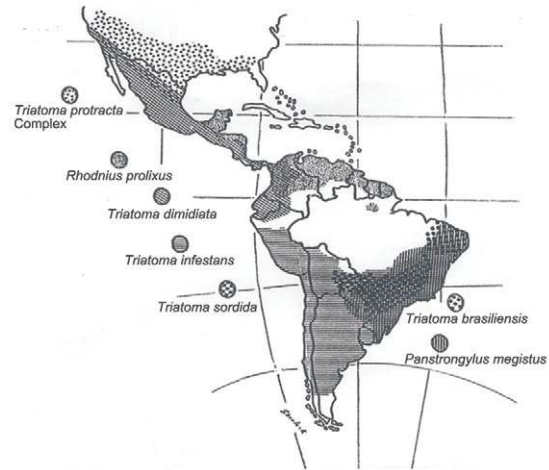 Triatoma protracta
Complex
Rhodnius prolixus
Triatoma dimidiata
Triatoma infestans
Triatoma sordida
Triatoma brasiliensis
Panstrongylus megistus